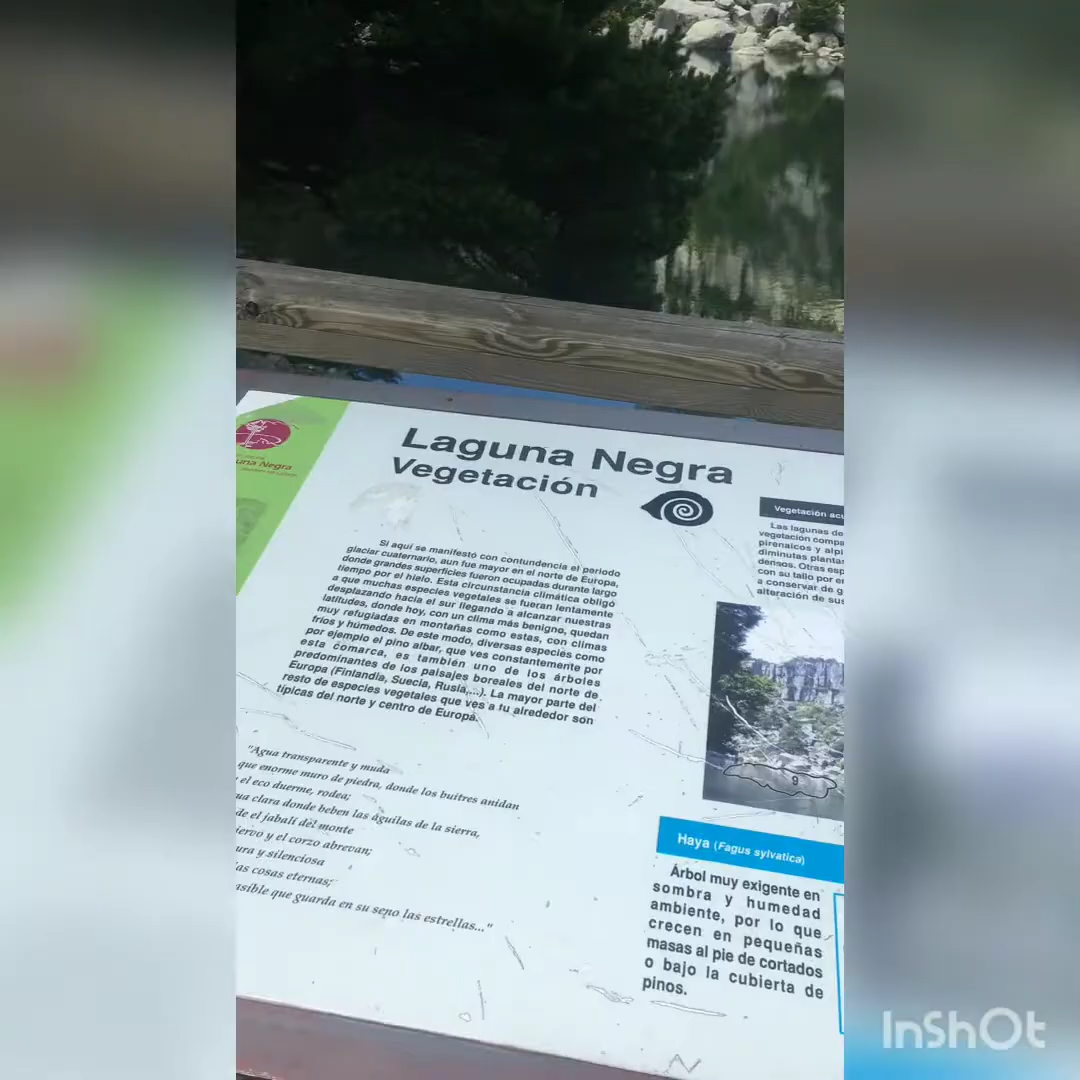 una Negra
Laguna Negra
Vegetación
Si aquí se manifestó con contundencia el periodo
glaciar cuaternario, aun fue mayor en el norte de Europa,
donde grandes superficies fueron ocupadas durante largo
tiempo por el hielo. Esta circunstancia climática obligó
a que muchas especies vegetales se fueran lentamente
desplazando hacia el sur llegando a alcanzar nuestras
latitudes, donde hoy, con un clima más benigno, quedan
muy refugiadas en montañas como estas, con climas
fríos y húmedos. De este modo, diversas especies como
por ejemplo el pino albar, que ves constantemente por
esta comarca, es también uno de los árboles
predominantes de los paisajes boreales del norte de
Europa (Finlandia, Suecia, Rusia,...). La mayor parte del
resto de especies vegetales que ves a tu alrededor son
típicas del norte y centro de Europa.
"Agua transparente y muda
que enorme muro de piedra, donde los buitres anidan
y el eco duerme, rodea;
ua clara donde beben las águilas de la sierra,
de el jabalí del monte
iervo y el corzo abrevan;
ura y silenciosa
las cosas eternas;
asible que guarda en su seno las estrellas..."
Vegetación acu
Las lagunas de
vegetación compa
pirenaicos y alpi
diminutas planta
densos. Otras esp
con su tallo por e
a conservar de g
alteración de sus
9
Haya (Fagus sylvatica)
Árbol muy exigente en
sombra y humedad
ambiente, por lo que
crecen en pequeñas
masas al pie de cortados
o bajo la cubierta de
pinos.
InShOt